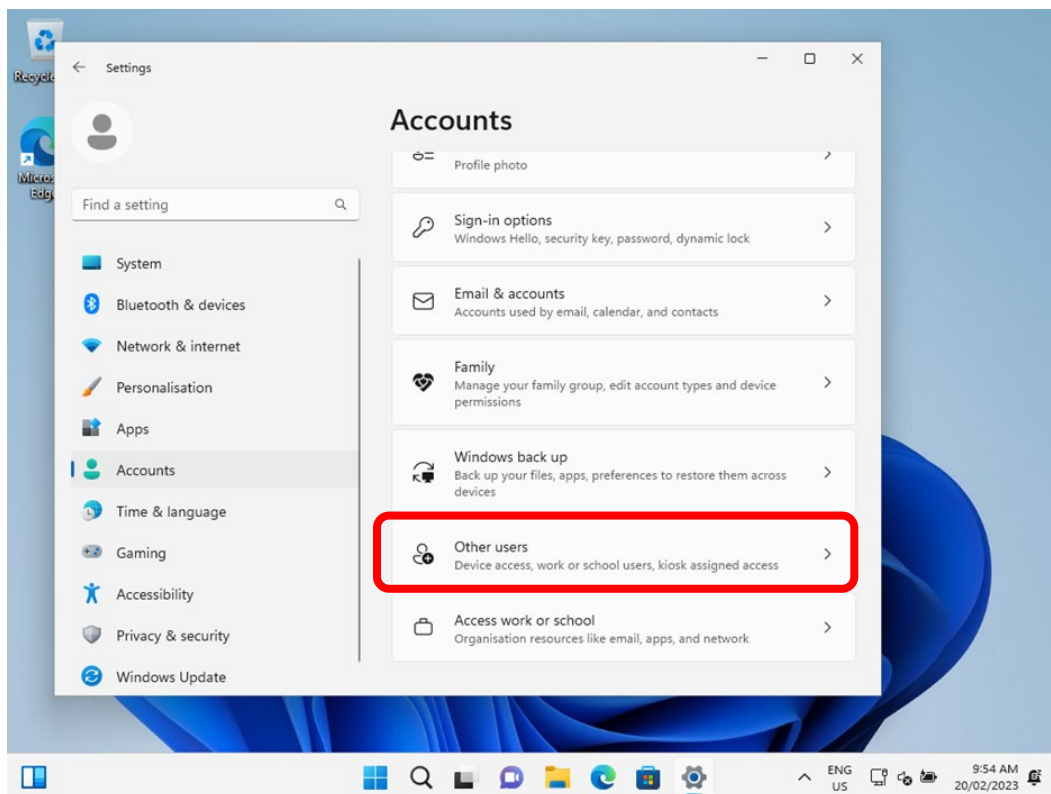 Recycle
Micros
Edge
Settings
Find a setting
System
Bluetooth & devices
Network & internet
Personalisation
Apps
Accounts
Time & language
Gaming
Accessibility
Privacy & security
Windows Update
Accounts
Profile photo
Sign-in options
Windows Hello, security key, password, dynamic lock
Email & accounts
Accounts used by email, calendar, and contacts
Family
Manage your family group, edit account types and device
permissions
Windows back up
Back up your files, apps, preferences to restore them across
devices
Other users
Device access, work or school users, kiosk assigned access
Access work or school
Organisation resources like email, apps, and network
ENG
US
9:54 AM
20/02/2023